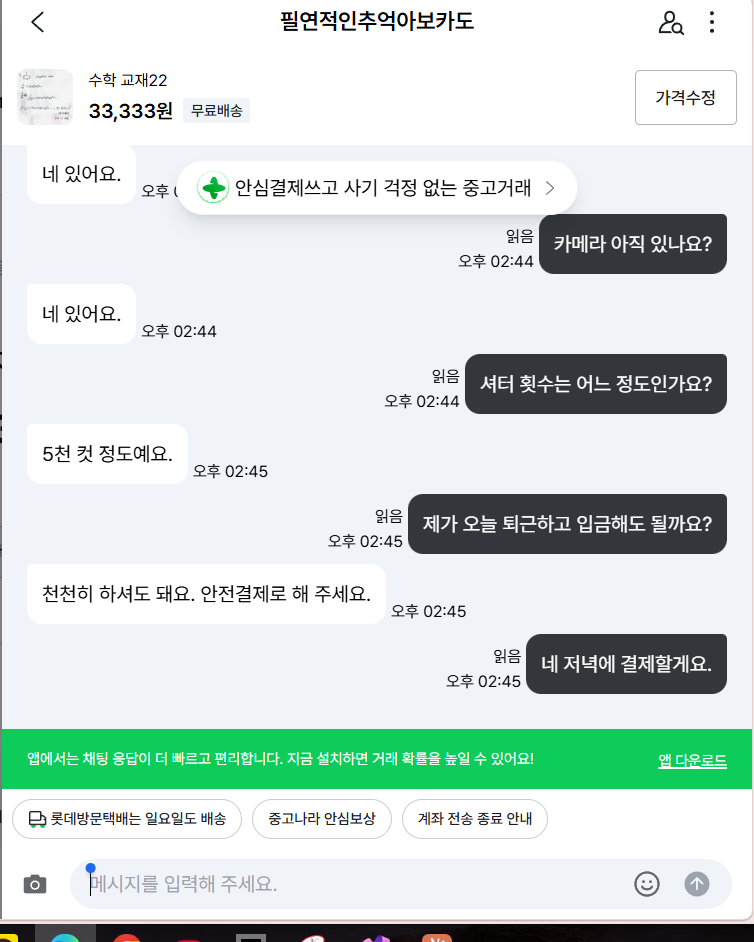 필연적인추억아보카도
수학 교재22
33,333원 무료배송
가격수정
네 있어요.
오후
안심결제쓰고 사기 걱정 없는 중고거래
읽음
오후 02:44
카메라 아직 있나요?
네 있어요.
오후 02:44
읽음
오후 02:44
셔터 횟수는 어느 정도인가요?
5천 컷 정도예요.
오후 02:45
읽음
오후 02:45
제가 오늘 퇴근하고 입금해도 될까요?
천천히 하셔도 돼요. 안전결제로 해 주세요.
오후 02:45
읽음
오후 02:45
네 저녁에 결제할게요.
앱에서는 채팅 응답이 더 빠르고 편리합니다. 지금 설치하면 거래 확률을 높일 수 있어요!
앱 다운로드
롯데방문택배는 일요일도 배송
중고나라 안심보상
계좌 전송 종료 안내
메시지를 입력해 주세요.